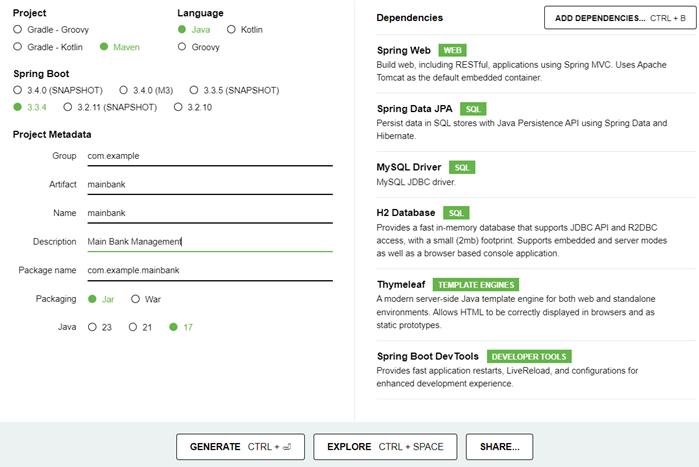 Project
Language
Gradle - Groovy
Java
Kotlin
Gradle - Kotlin
Maven
Groovy
Spring Boot
3.4.0 (SNAPSHOT)
3.4.0 (M3)
3.3.5 (SNAPSHOT)
3.3.4
3.2.11 (SNAPSHOT)
3.2.10
Project Metadata
Group com.example
Artifact mainbank
Name mainbank
Description Main Bank Management
Package name com.example.mainbank
Packaging Jar War
Java 23 21 17
Dependencies
ADD DEPENDENCIES... CTRL + B
Spring Web WEB
Build web, including RESTful, applications using Spring MVC. Uses Apache
Tomcat as the default embedded container.
Spring Data JPA SQL
Persist data in SQL stores with Java Persistence API using Spring Data and
Hibernate.
MySQL Driver SQL
MySQL JDBC driver.
H2 Database SQL
Provides a fast in-memory database that supports JDBC API and R2DBC
access, with a small (2mb) footprint. Supports embedded and server modes
as well as a browser based console application.
Thymeleaf TEMPLATE ENGINES
A modern server-side Java template engine for both web and standalone
environments. Allows HTML to be correctly displayed in browsers and as
static prototypes.
Spring Boot DevTools DEVELOPER TOOLS
Provides fast application restarts, LiveReload, and configurations for
enhanced development experience.
GENERATE CTRL + ⏎
EXPLORE CTRL + SPACE
SHARE...